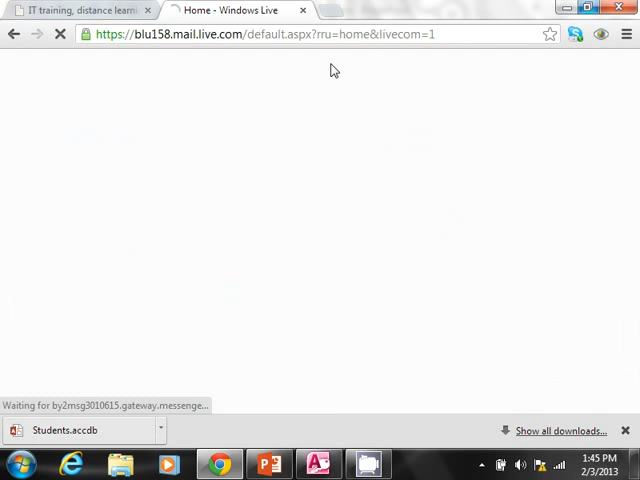 IT training, distance learni
Home - Windows Live
https://blu158.mail.live.com/default.aspx?rru=home&livecom=1
Waiting for by2msg3010615.gateway.messenge...
Students.accdb
Show all downloads...
1:45 PM
2/3/2013